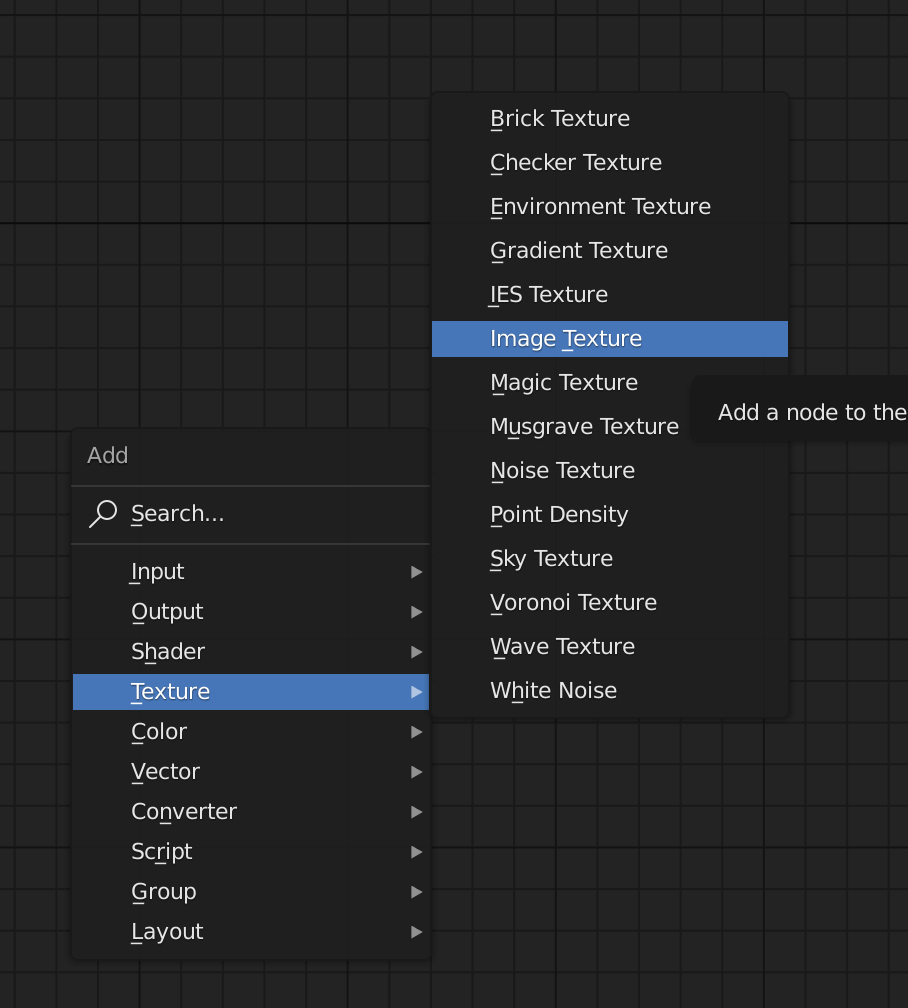 Add
Search...
Input
Output
Shader
Texture
Color
Vector
Converter
Script
Group
Layout
Brick Texture
Checker Texture
Environment Texture
Gradient Texture
IES Texture
Image Texture
Magic Texture
Musgrave Texture
Noise Texture
Point Density
Sky Texture
Voronoi Texture
Wave Texture
White Noise
Add a node to the